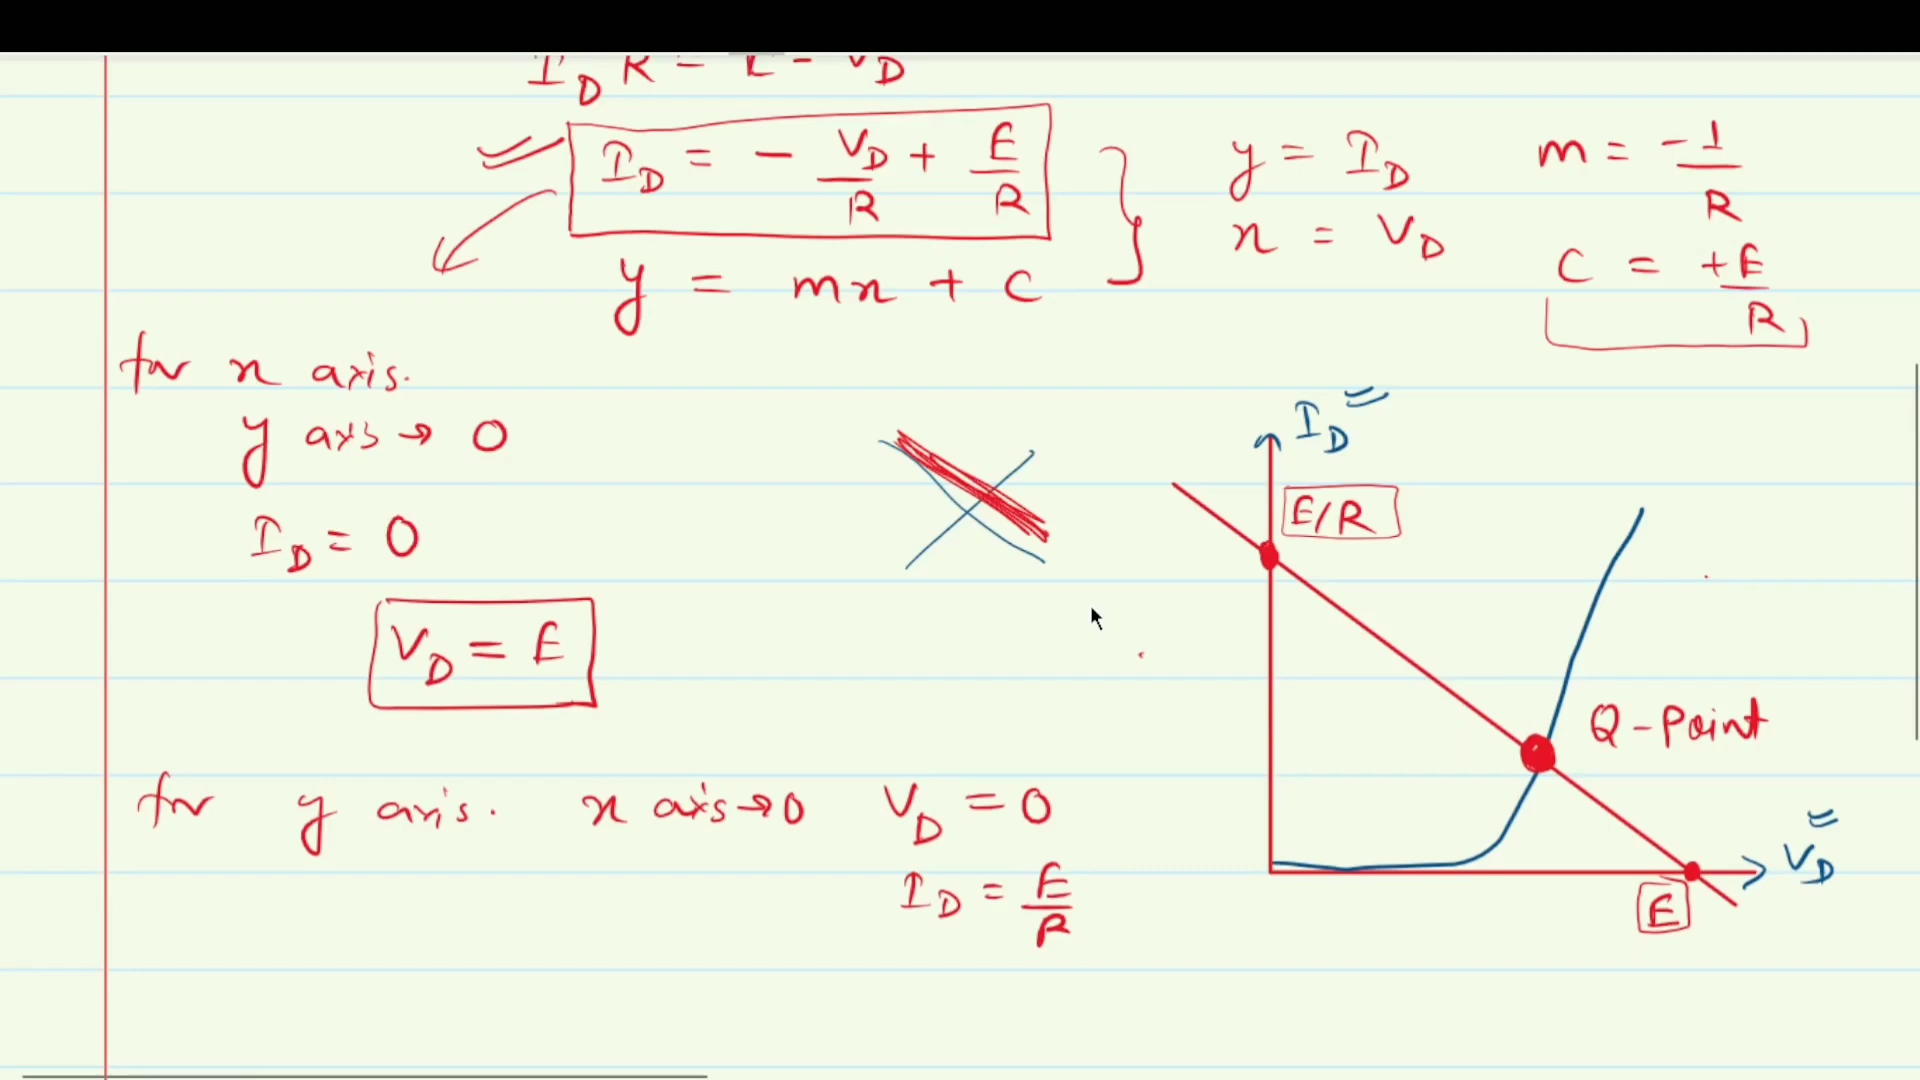 I_D R = E - V_D
I_D = - V_D/R + E/R
y = mx + c
y = I_D
x = V_D
m = -1/R
c = +E/R
for x axis.
y axis → 0
I_D = 0
V_D = E
for y axis. x axis → 0 V_D = 0
I_D = E/R
I_D
E/R
Q-Point
V_D
E